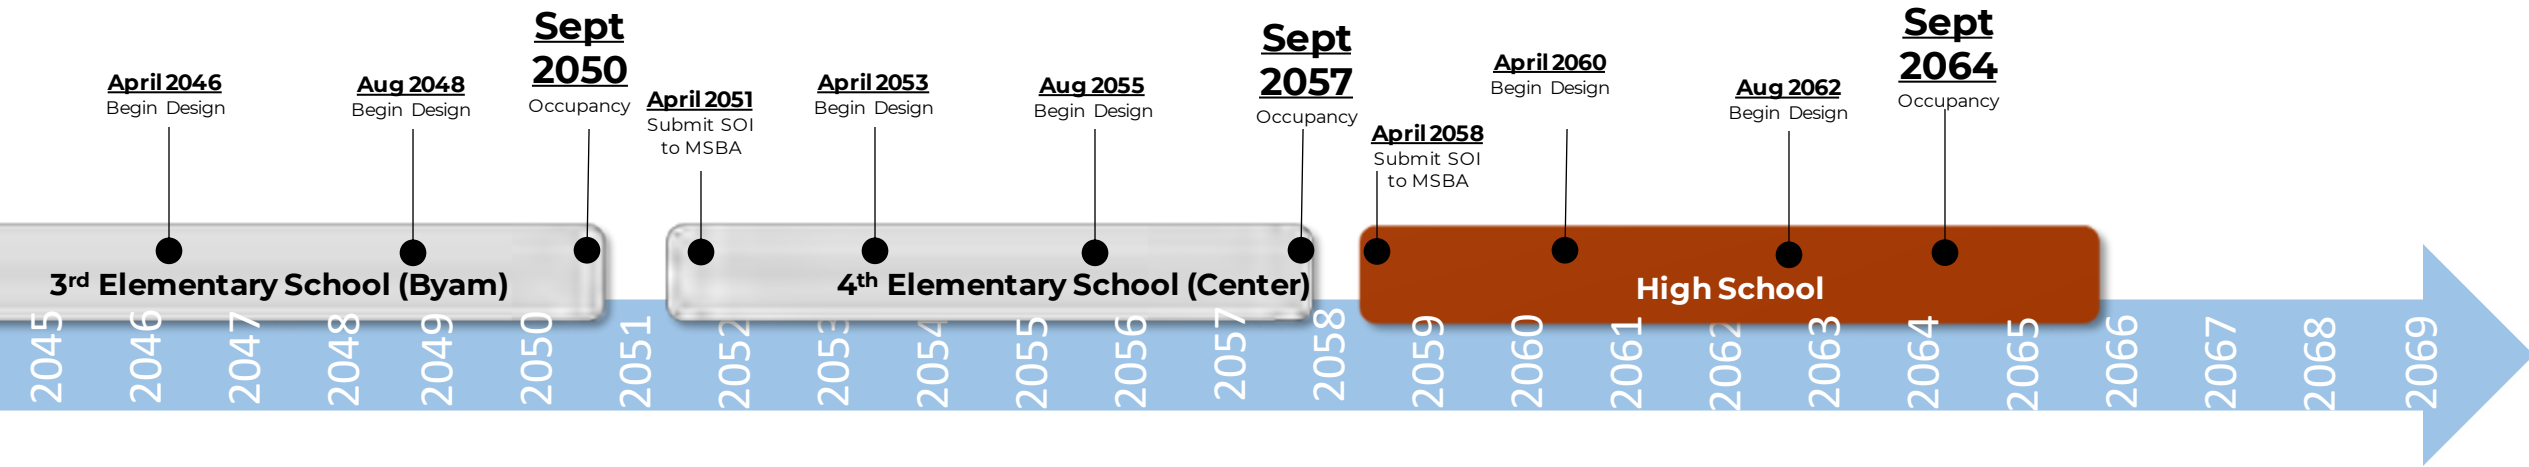 April 2046
Begin Design
Aug 2048
Begin Design
Sept
2050
Occupancy
April 2051
Submit SOI
to MSBA
April 2053
Begin Design
Aug 2055
Begin Design
Sept
2057
Occupancy
April 2058
Submit SOI
to MSBA
April 2060
Begin Design
Aug 2062
Begin Design
Sept
2064
Occupancy
3rd Elementary School (Byam)
4th Elementary School (Center)
High School
2045
2046
2047
2048
2049
2050
2051
2052
2053
2054
2055
2056
2057
2058
2059
2060
2061
2062
2063
2064
2065
2066
2067
2068
2069